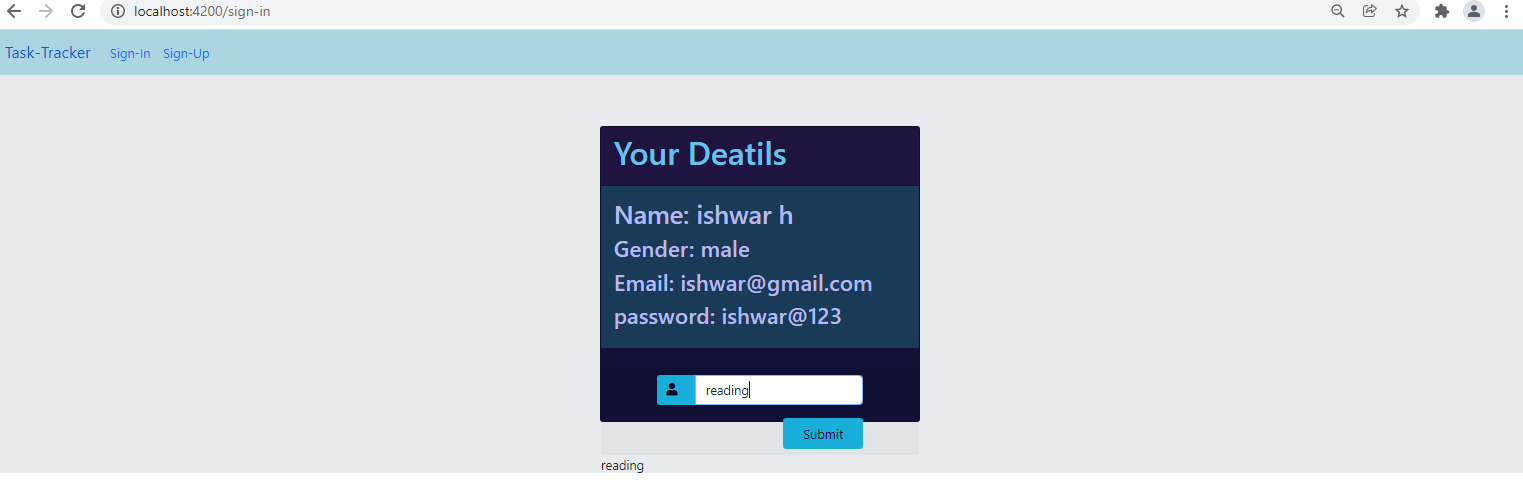 localhost:4200/sign-in
Task-Tracker Sign-In Sign-Up
Your Deatils
Name: ishwar h
Gender: male
Email: ishwar@gmail.com
password: ishwar@123
reading
Submit
reading